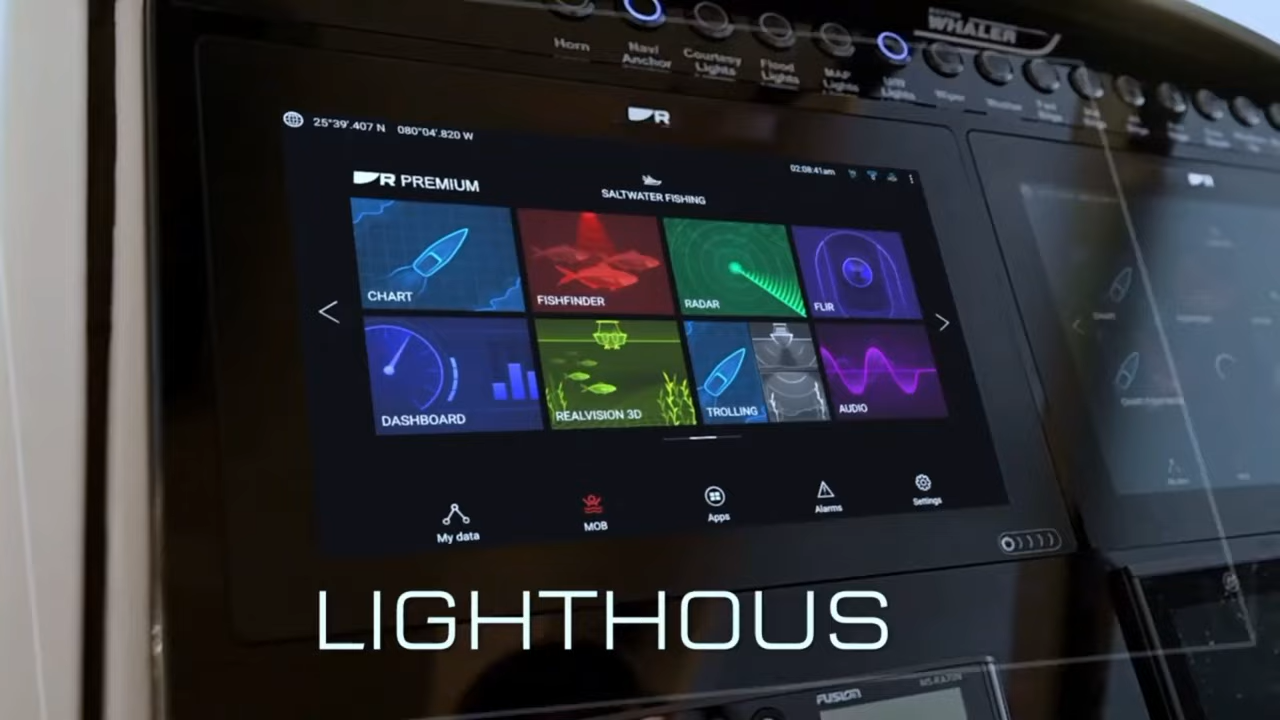 WHALER
Horn
Navi
Anchor
Courtesy
Lights
Flood
Lights
MAP
Lights
Lights
Wiper
25°39'.407 N 080°04'.820 W
R
02:08:41am
R PREMIUM
SALTWATER FISHING
CHART
FISHFINDER
RADAR
FLIR
DASHBOARD
REALVISION 3D
TROLLING
AUDIO
My data
MOB
Apps
Alarms
Settings
LIGHTHOUS
FUSION